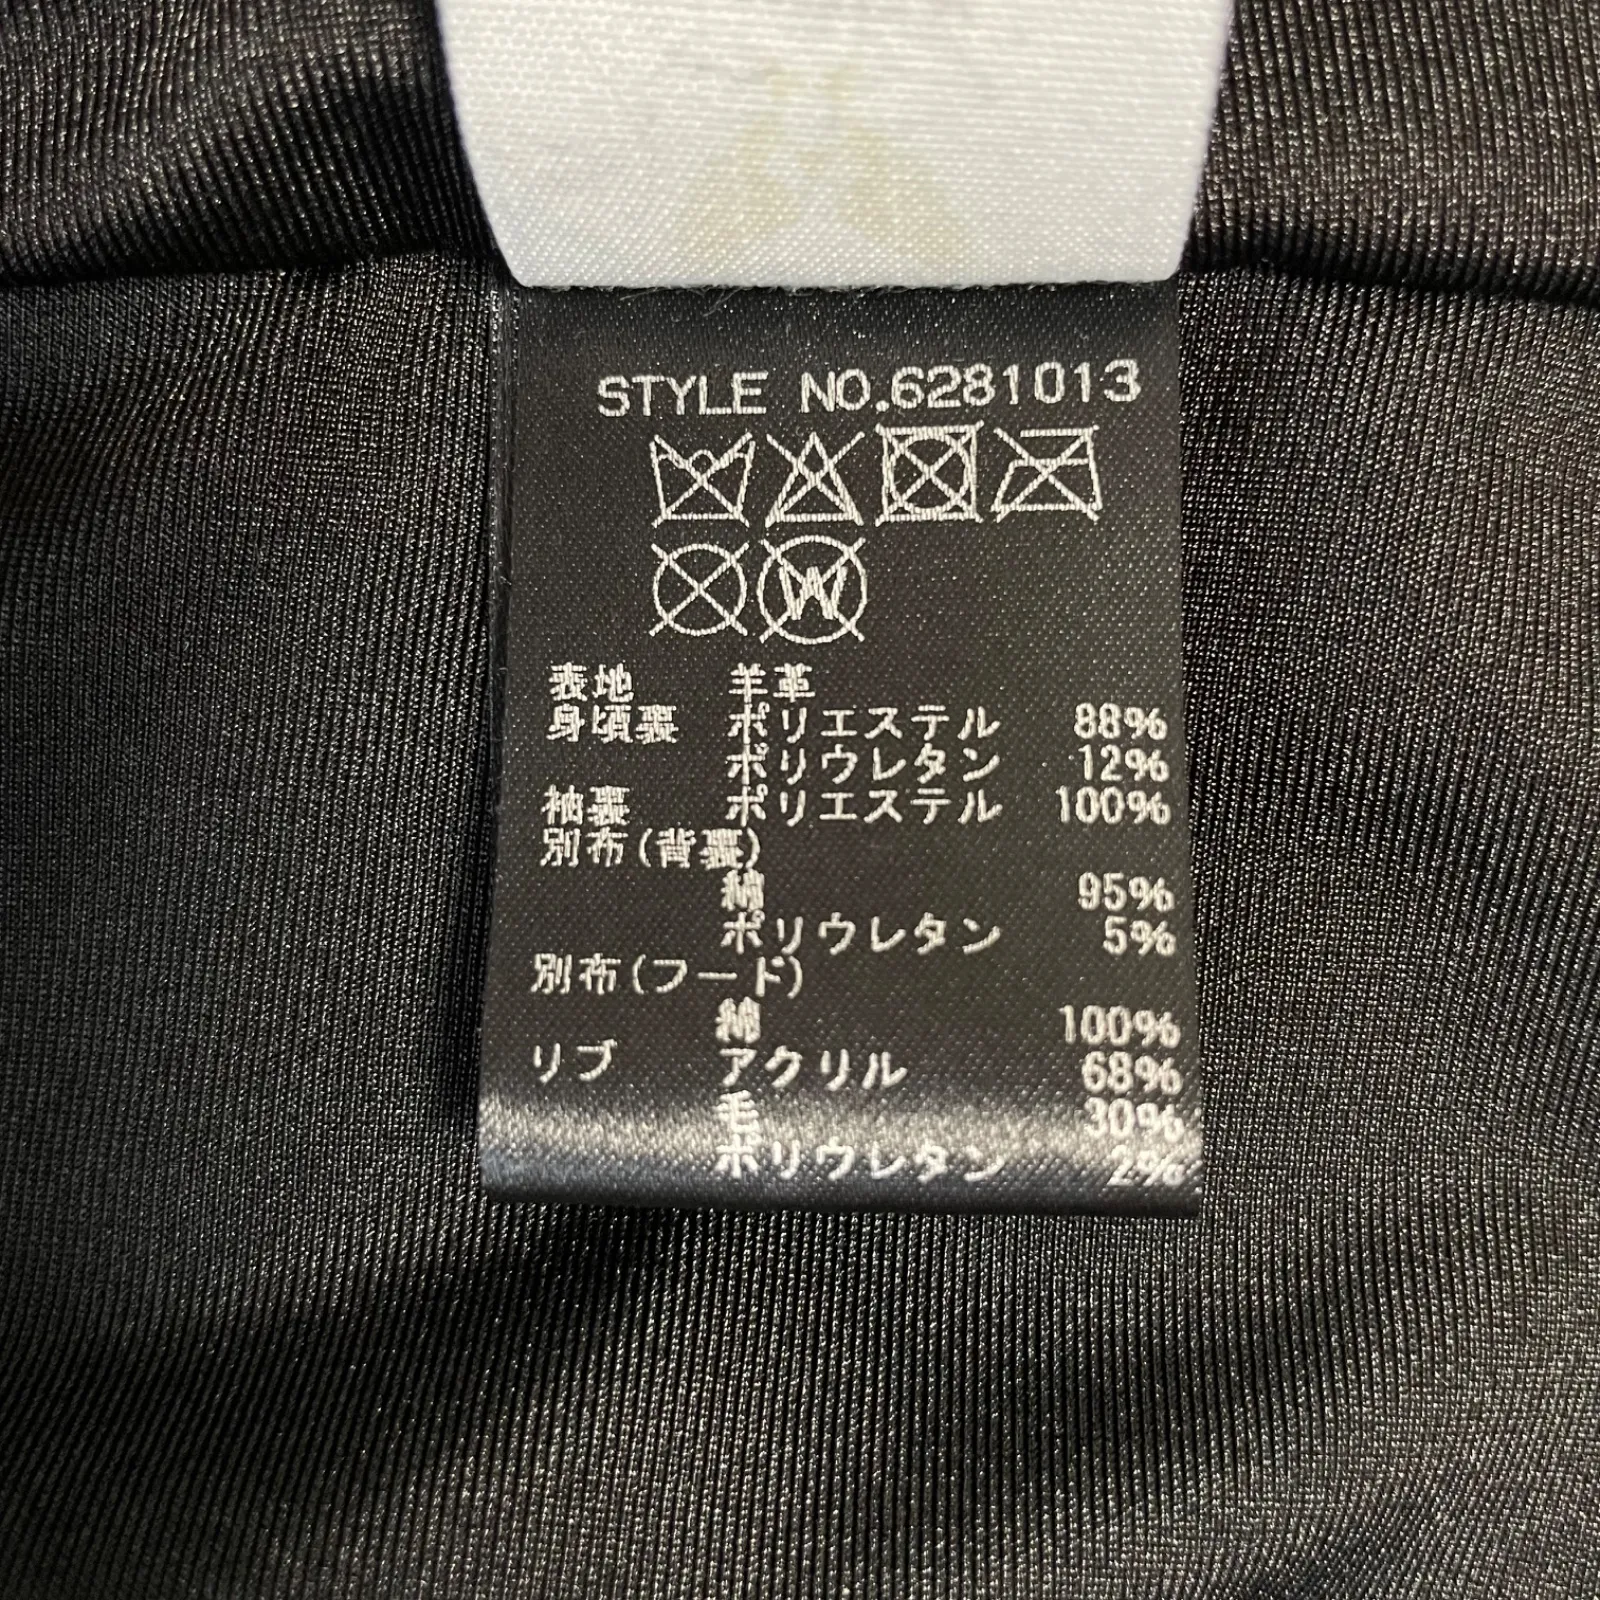 STYLE NO.6281013
W
表地 羊革
身頃裏 ポリエステル 88%
ポリウレタン 12%
袖裏 ポリエステル 100%
別布(背裏)
綿 95%
ポリウレタン 5%
別布(フード)
綿 100%
リブ アクリル 68%
毛 30%
ポリウレタン 2%